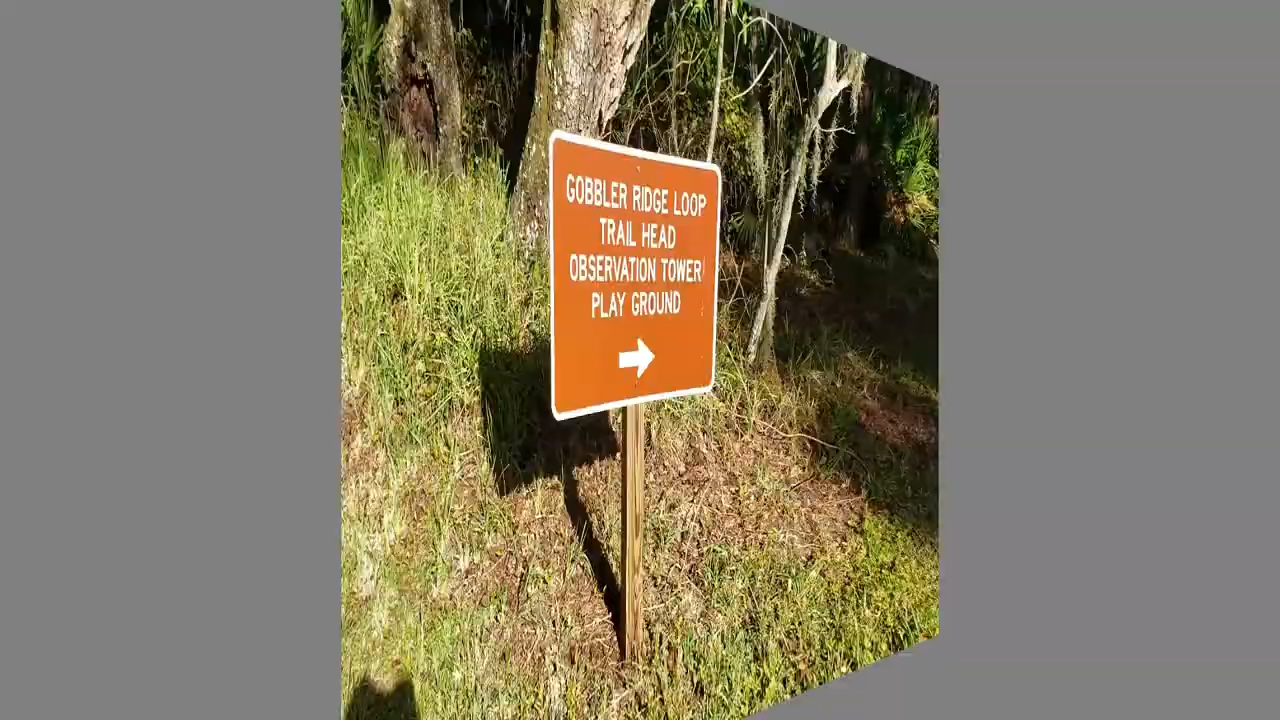 GOBBLER RIDGE LOOP
TRAIL HEAD
OBSERVATION TOWER
PLAY GROUND